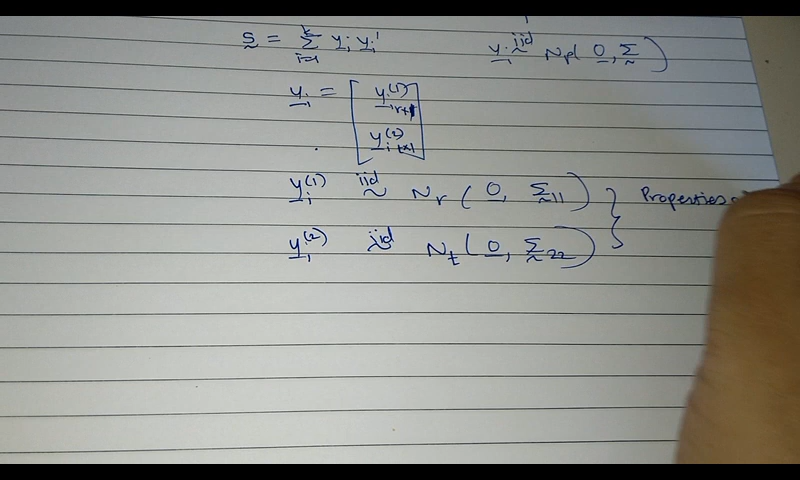 S = Σ_{i=1}^{k} y_i y_i' y_i iid~ N_p(0, Σ)
y_i = [ y_i^(1) r×1
y_i^(2) t×1 ]
y_i^(1) iid~ N_r(0, Σ_11) } Properties
y_i^(2) iid~ N_t(0, Σ_22)